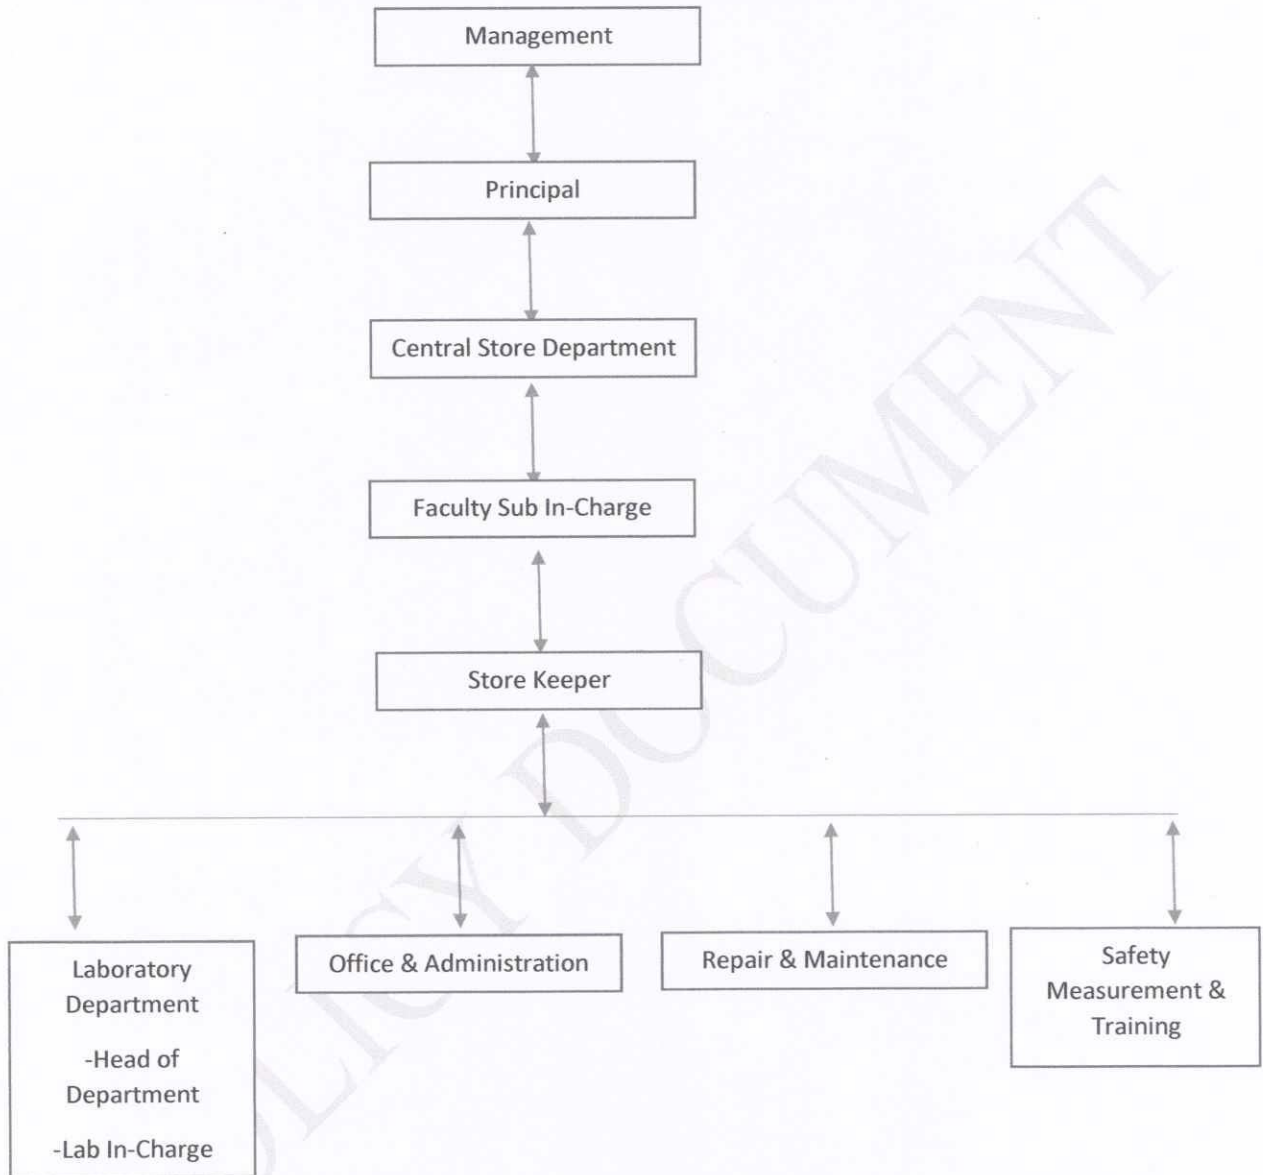 Management
Principal
Central Store Department
Faculty Sub In-Charge
Store Keeper
Laboratory
Department
-Head of
Department
-Lab In-Charge
Office & Administration
Repair & Maintenance
Safety
Measurement &
Training
POLICY DOCUMENT